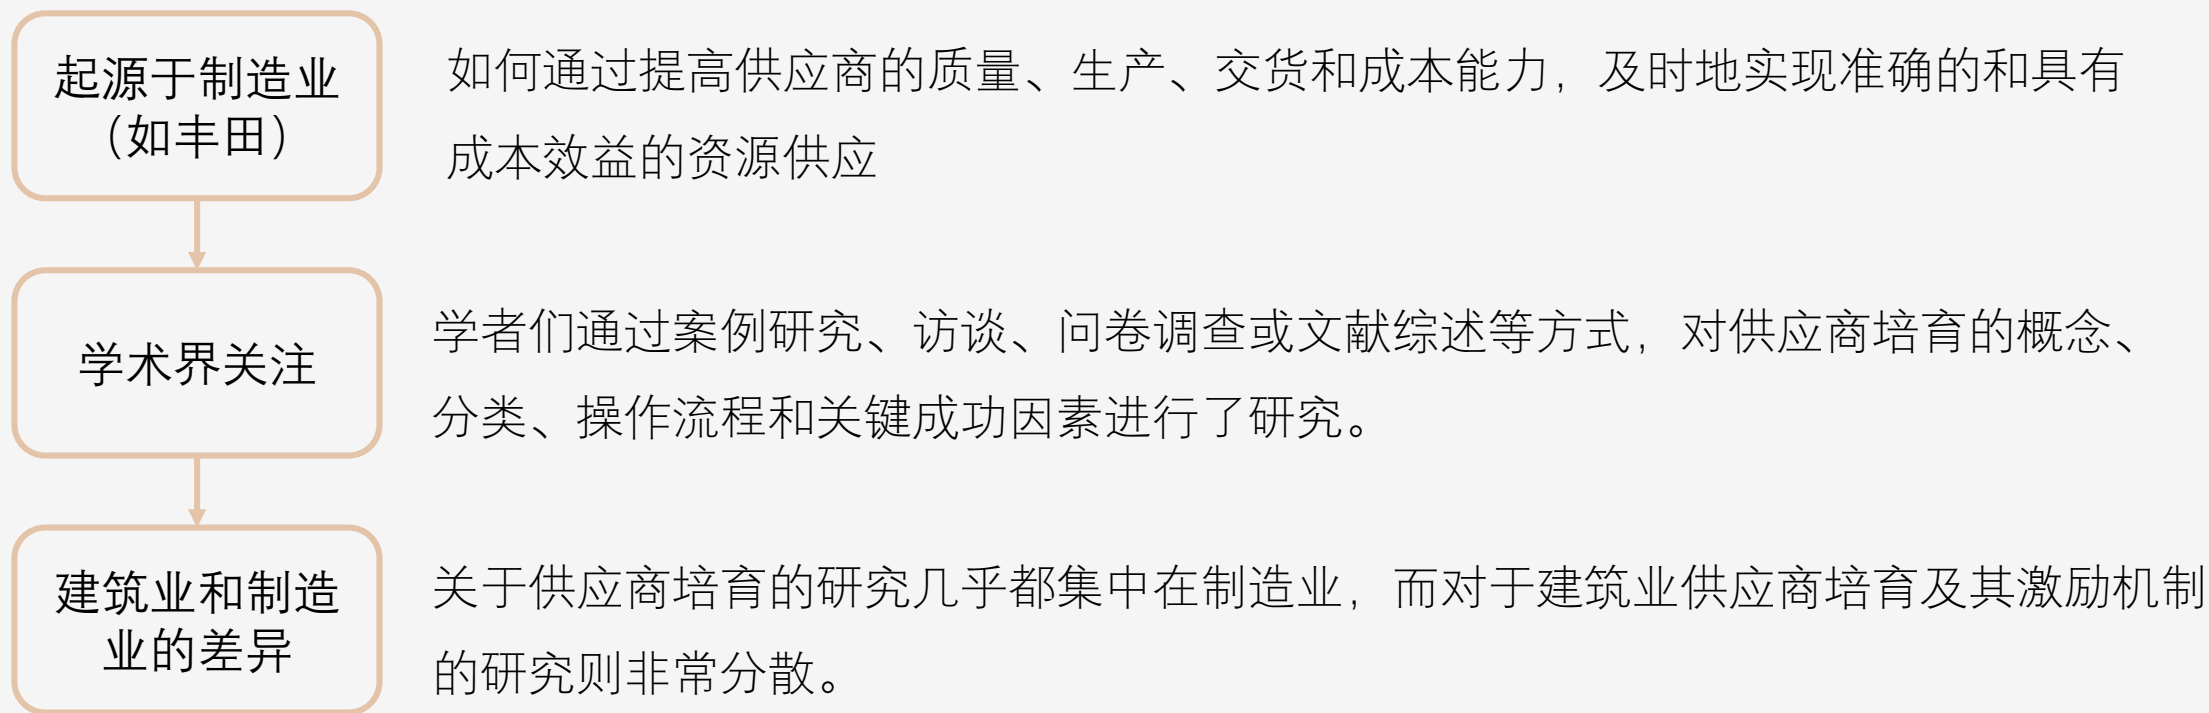 起源于制造业
（如丰田）
如何通过提高供应商的质量、生产、交货和成本能力，及时地实现准确的和具有
成本效益的资源供应
学术界关注
学者们通过案例研究、访谈、问卷调查或文献综述等方式，对供应商培育的概念、
分类、操作流程和关键成功因素进行了研究。
建筑业和制造
业的差异
关于供应商培育的研究几乎都集中在制造业，而对于建筑业供应商培育及其激励机制
的研究则非常分散。